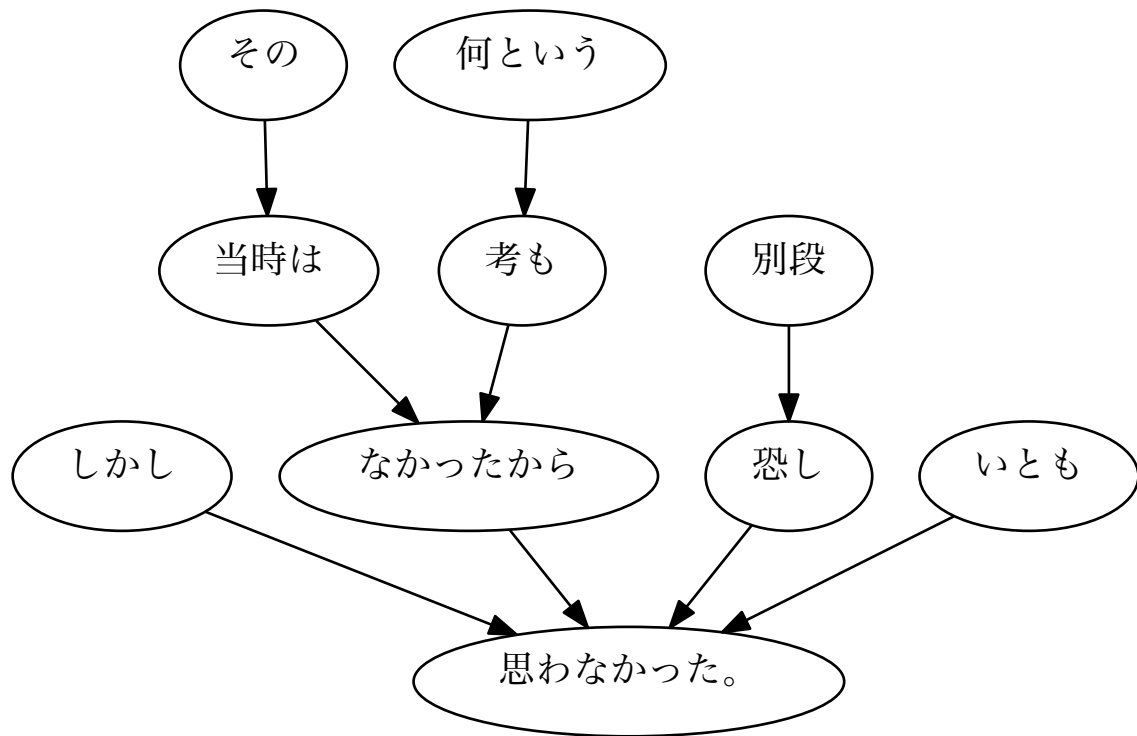 その
何という
当時は
考も
別段
しかし
なかったから
恐し
いとも
思わなかった。